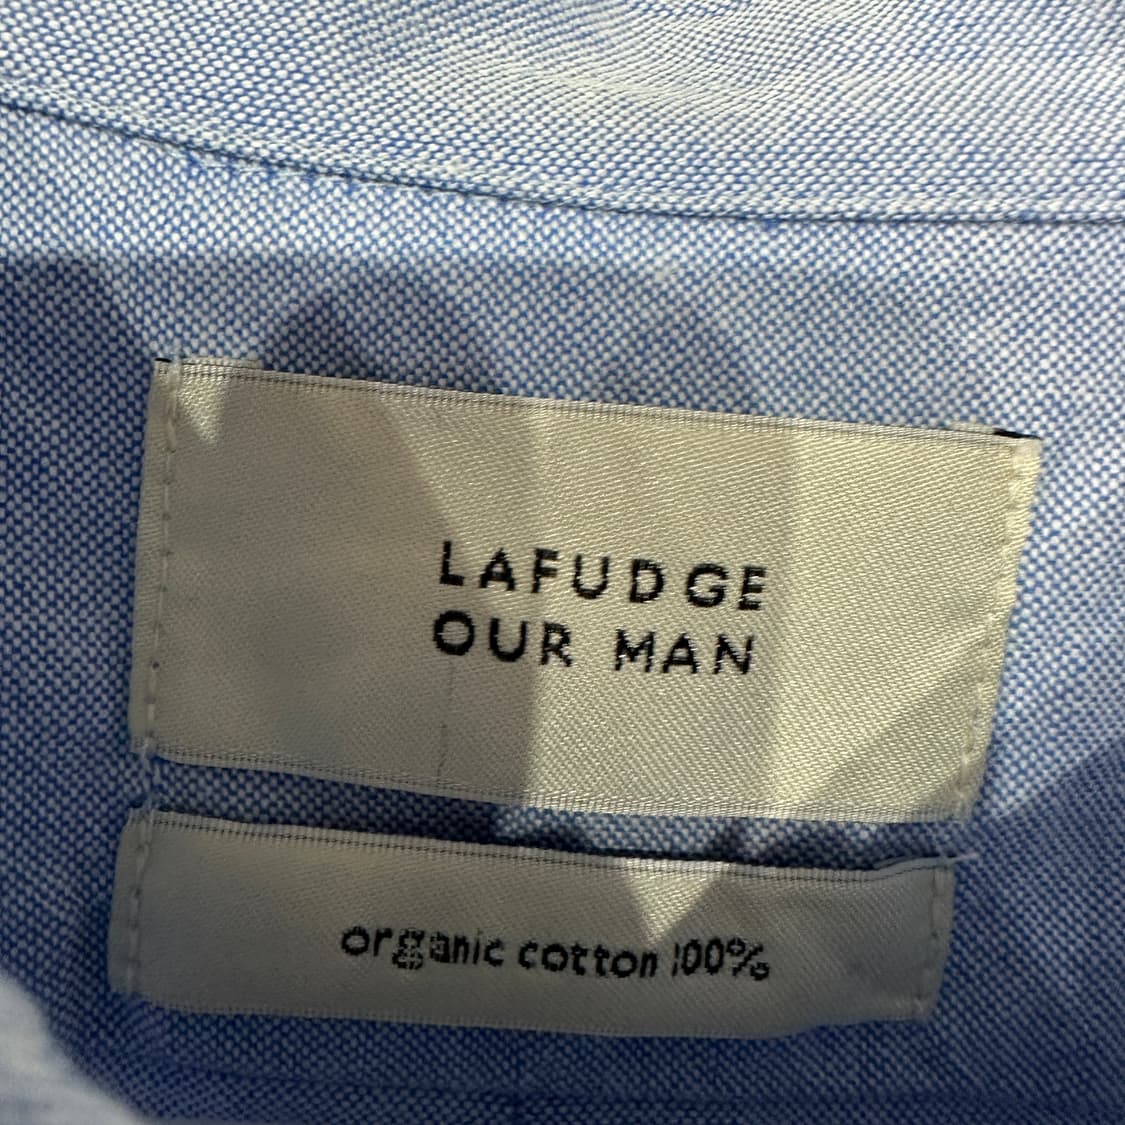 LAFUDGE
OUR MAN
organic cotton 100%